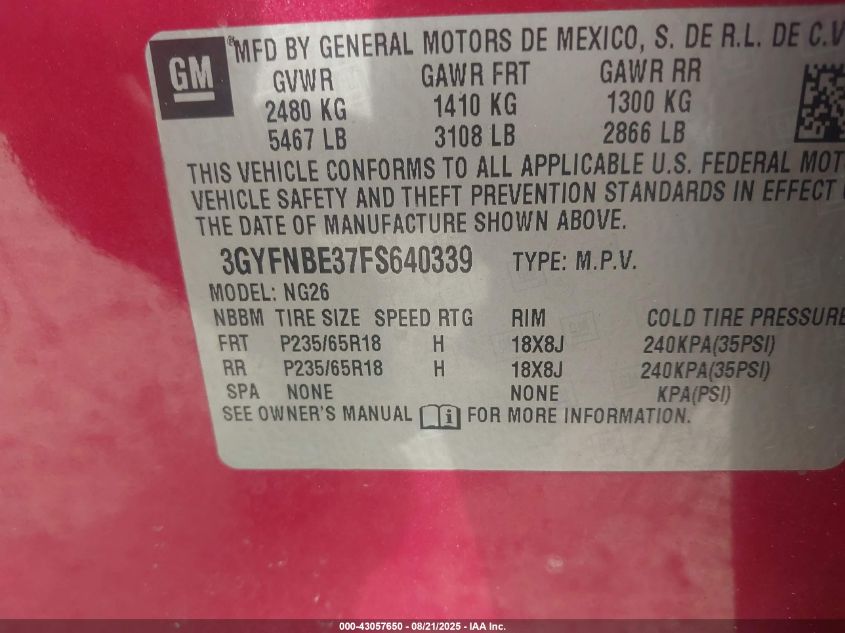 GM
® MFD BY GENERAL MOTORS DE MEXICO, S. DE R.L. DE C.V
GVWR GAWR FRT GAWR RR
2480 KG 1410 KG 1300 KG
5467 LB 3108 LB 2866 LB
THIS VEHICLE CONFORMS TO ALL APPLICABLE U.S. FEDERAL MOT
VEHICLE SAFETY AND THEFT PREVENTION STANDARDS IN EFFECT
THE DATE OF MANUFACTURE SHOWN ABOVE.
3GYFNBE37FS640339 TYPE: M.P.V.
MODEL: NG26
NBBM TIRE SIZE SPEED RTG RIM COLD TIRE PRESSURE
FRT P235/65R18 H 18X8J 240KPA(35PSI)
RR P235/65R18 H 18X8J 240KPA(35PSI)
SPA NONE NONE KPA(PSI)
SEE OWNER'S MANUAL i FOR MORE INFORMATION.
000-43057650 - 08/21/2025 - IAA Inc.